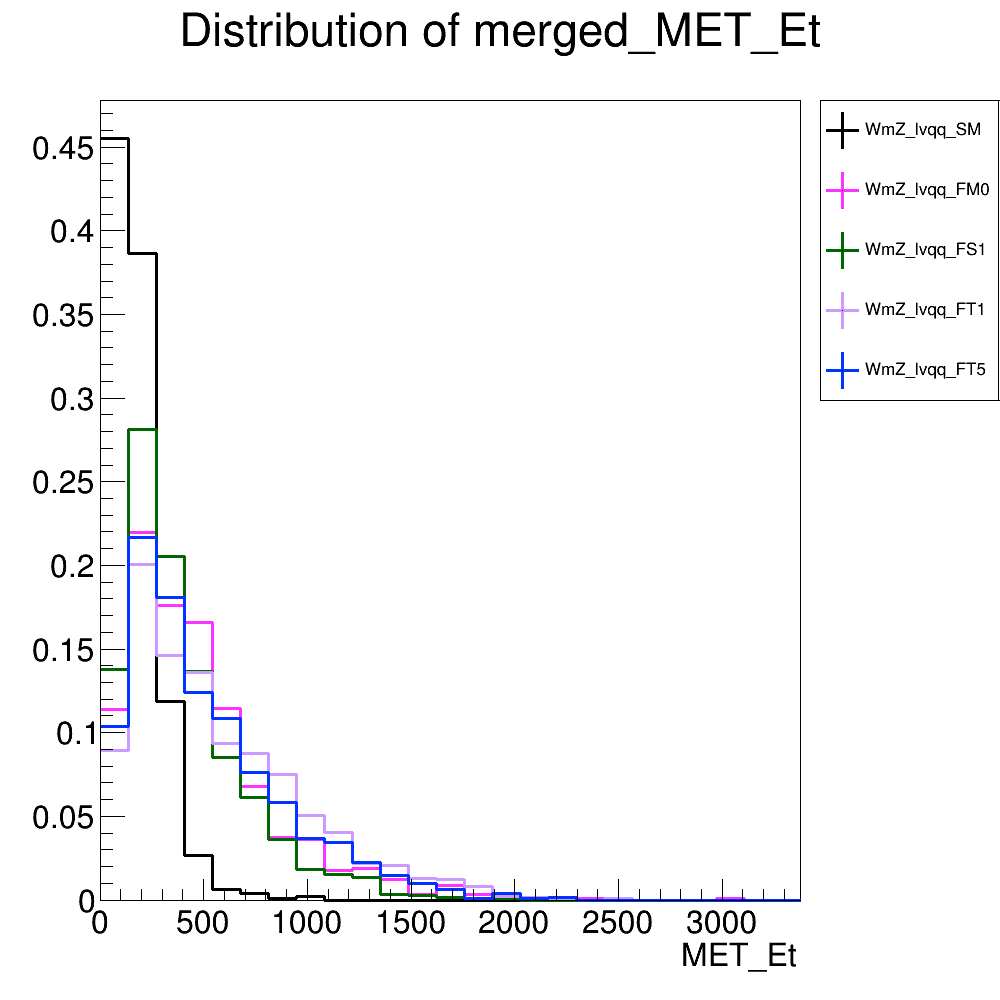 Distribution of merged_MET_Et
WmZ_lvqq_SM
WmZ_lvqq_FM0
WmZ_lvqq_FS1
WmZ_lvqq_FT1
WmZ_lvqq_FT5
0.45
0.4
0.35
0.3
0.25
0.2
0.15
0.1
0.05
0
0 500 1000 1500 2000 2500 3000
MET_Et